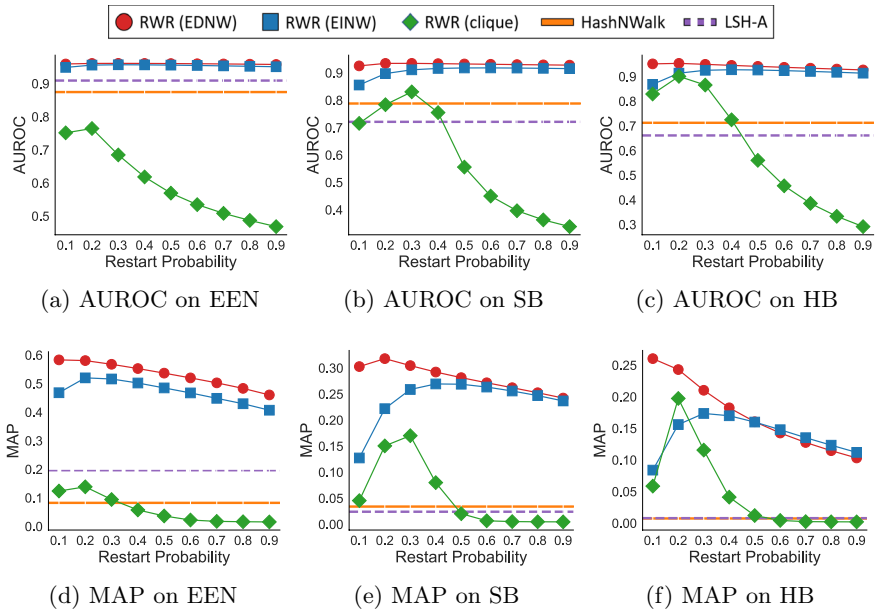 RWR (EDNW) RWR (EINW) RWR (clique) HashNWalk LSH-A
AUROC
0.9
0.8
0.7
0.6
0.5
0.1 0.2 0.3 0.4 0.5 0.6 0.7 0.8 0.9
Restart Probability
(a) AUROC on EEN
AUROC
0.9
0.8
0.7
0.6
0.5
0.4
0.1 0.2 0.3 0.4 0.5 0.6 0.7 0.8 0.9
Restart Probability
(b) AUROC on SB
AUROC
0.9
0.8
0.7
0.6
0.5
0.4
0.3
0.1 0.2 0.3 0.4 0.5 0.6 0.7 0.8 0.9
Restart Probability
(c) AUROC on HB
MAP
0.6
0.5
0.4
0.3
0.2
0.1
0.0
0.1 0.2 0.3 0.4 0.5 0.6 0.7 0.8 0.9
Restart Probability
(d) MAP on EEN
MAP
0.30
0.25
0.20
0.15
0.10
0.05
0.00
0.1 0.2 0.3 0.4 0.5 0.6 0.7 0.8 0.9
Restart Probability
(e) MAP on SB
MAP
0.25
0.20
0.15
0.10
0.05
0.00
0.1 0.2 0.3 0.4 0.5 0.6 0.7 0.8 0.9
Restart Probability
(f) MAP on HB